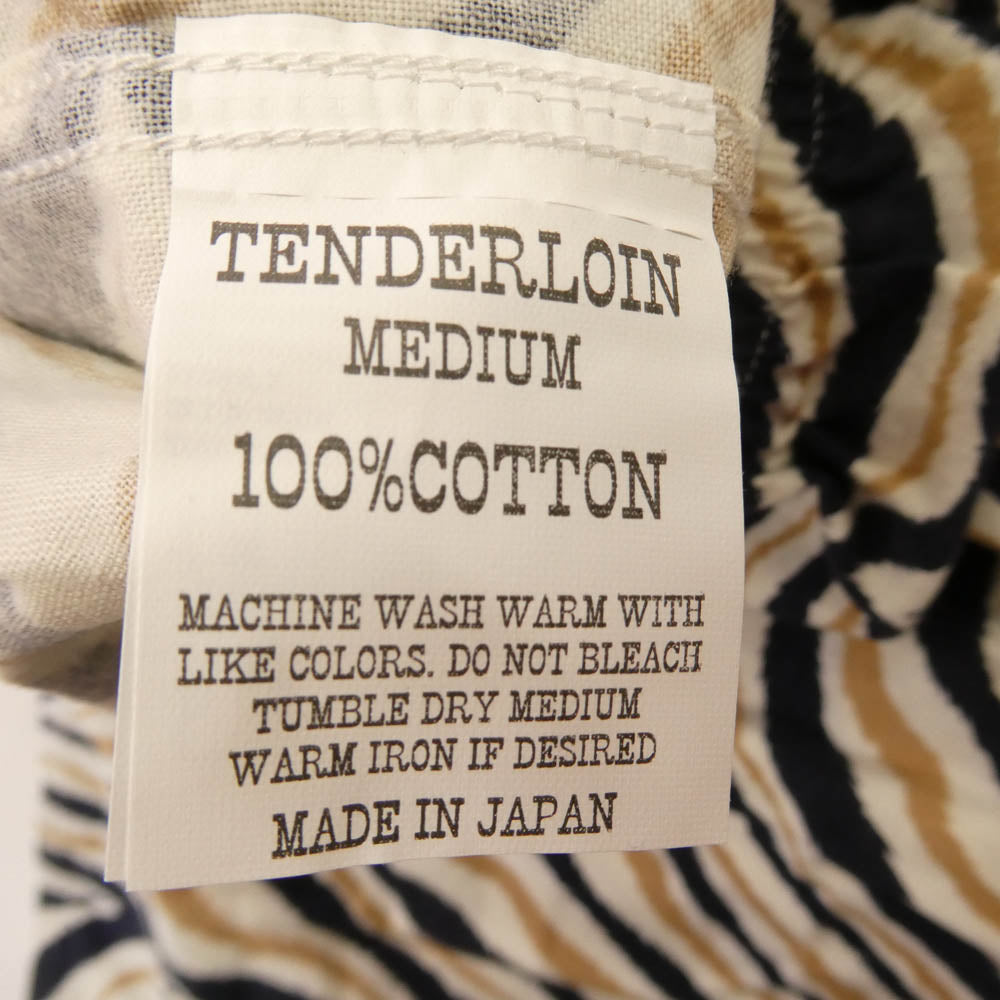 TENDERLOIN
MEDIUM
100%COTTON
MACHINE WASH WARM WITH
LIKE COLORS. DO NOT BLEACH
TUMBLE DRY MEDIUM
WARM IRON IF DESIRED
MADE IN JAPAN